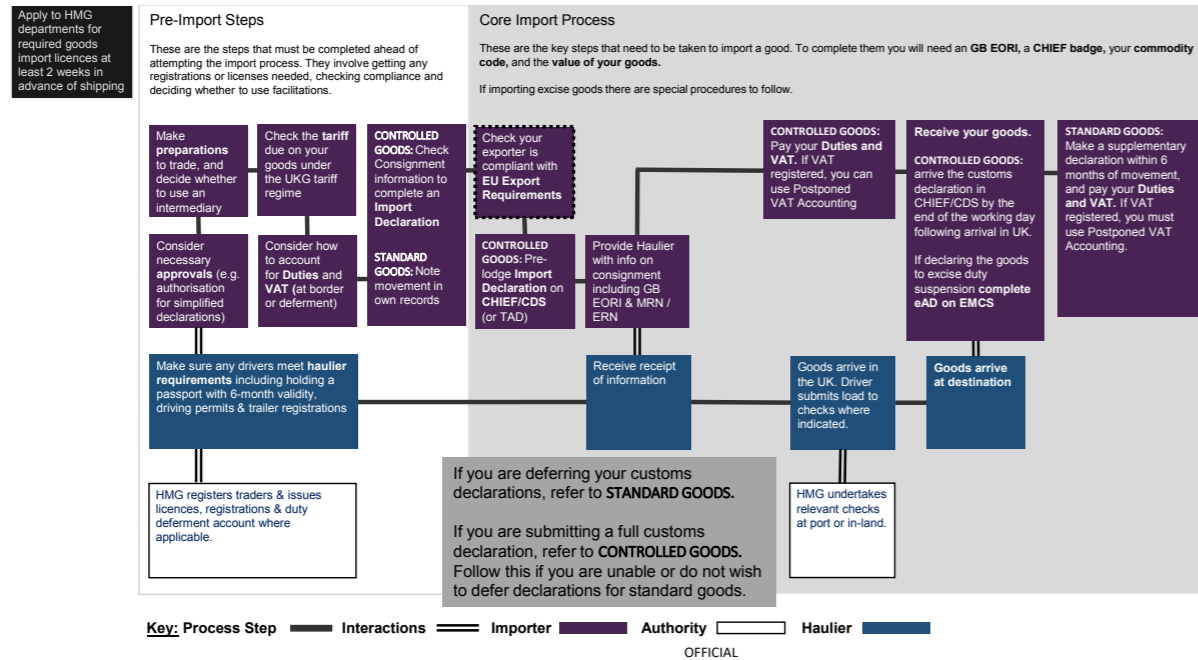 Apply to HMG
departments for
required goods
import licences at
least 2 weeks in
advance of shipping
Pre-Import Steps
These are the steps that must be completed ahead of
attempting the import process. They involve getting any
registrations or licenses needed, checking compliance and
deciding whether to use facilitations.
Core Import Process
These are the key steps that need to be taken to import a good. To complete them you will need an GB EORI, a CHIEF badge, your commodity
code, and the value of your goods.
If importing excise goods there are special procedures to follow.
Make
preparations
to trade, and
decide whether
to use an
intermediary
Check the tariff
due on your
goods under
the UKG tariff
regime
CONTROLLED
GOODS: Check
Consignment
information to
complete an
Import
Declaration
STANDARD
GOODS: Note
movement in
own records
Check your
exporter is
compliant with
EU Export
Requirements
CONTROLLED GOODS:
Pay your Duties and
VAT. If VAT
registered, you can
use Postponed
VAT Accounting
Receive your goods.
CONTROLLED GOODS:
arrive the customs
declaration in
CHIEF/CDS by the
end of the working day
following arrival in UK.
If declaring the goods
to excise duty
suspension complete
eAD on EMCS
STANDARD GOODS:
Make a supplementary
declaration within 6
months of movement,
and pay your Duties
and VAT. If VAT
registered, you must
use Postponed VAT
Accounting.
Consider
necessary
approvals (e.g.
authorisation
for simplified
declarations)
Consider how
to account
for Duties and
VAT (at border
or deferment)
CONTROLLED
GOODS: Pre-
lodge Import
Declaration on
CHIEF/CDS
(or TAD)
Provide Haulier
with info on
consignment
including GB
EORI & MRN /
ERN
Make sure any drivers meet haulier
requirements including holding a
passport with 6-month validity,
driving permits & trailer registrations
Receive receipt
of information
Goods arrive in
the UK. Driver
submits load to
checks where
indicated.
Goods arrive
at destination
HMG registers traders & issues
licences, registrations & duty
deferment account where
applicable.
If you are deferring your customs
declarations, refer to STANDARD GOODS.
If you are submitting a full customs
declaration, refer to CONTROLLED GOODS.
Follow this if you are unable or do not wish
to defer declarations for standard goods.
HMG undertakes
relevant checks
at port or in-land.
Key: Process Step Interactions Importer Authority Haulier
OFFICIAL